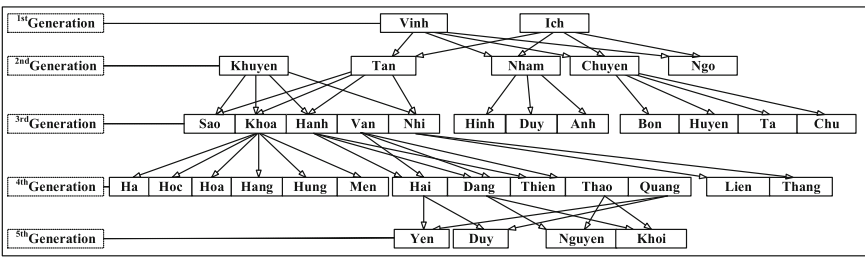 1st Generation Vinh Ich
2nd Generation Khuyen Tan Nham Chuyen Ngo
3rd Generation Sao Khoa Hanh Van Nhi Hinh Duy Anh Bon Huyen Ta Chu
4th Generation Ha Hoc Hoa Hang Hung Men Hai Dang Thien Thao Quang Lien Thang
5th Generation Yen Duy Nguyen Khoi